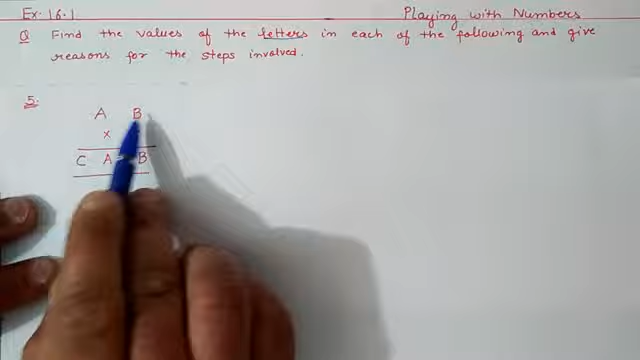 Ex. 16.1 Playing with Numbers
Q Find the values of the letters in each of the following and give
reasons for the steps involved.
5.
A B
×
C A B